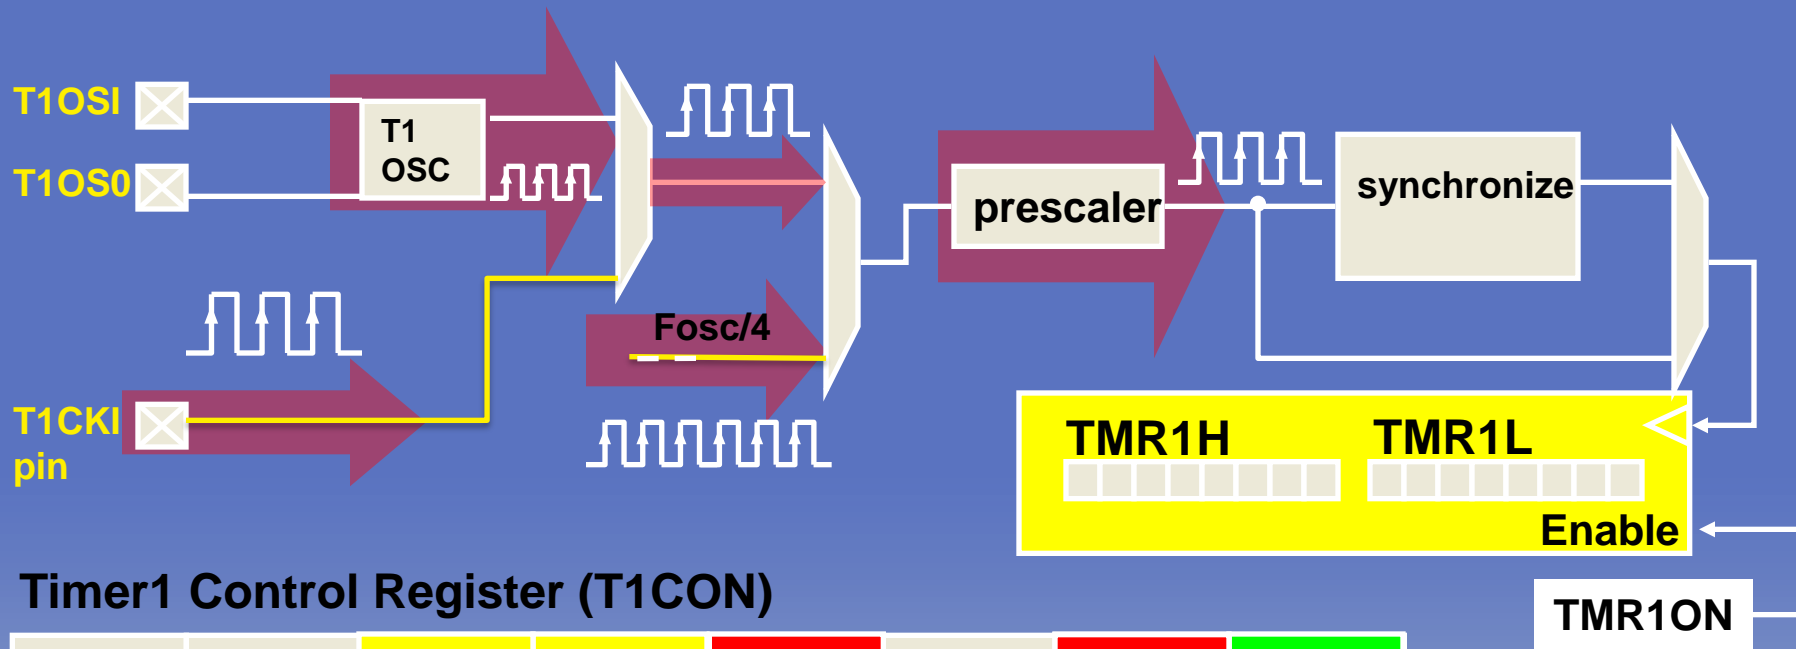 T1OSI
T1
OSC
T1OS0
synchronize
prescaler
Fosc/4
T1CKI
pin
TMR1H
TMR1L
Enable
Timer1 Control Register (T1CON)
TMR1ON